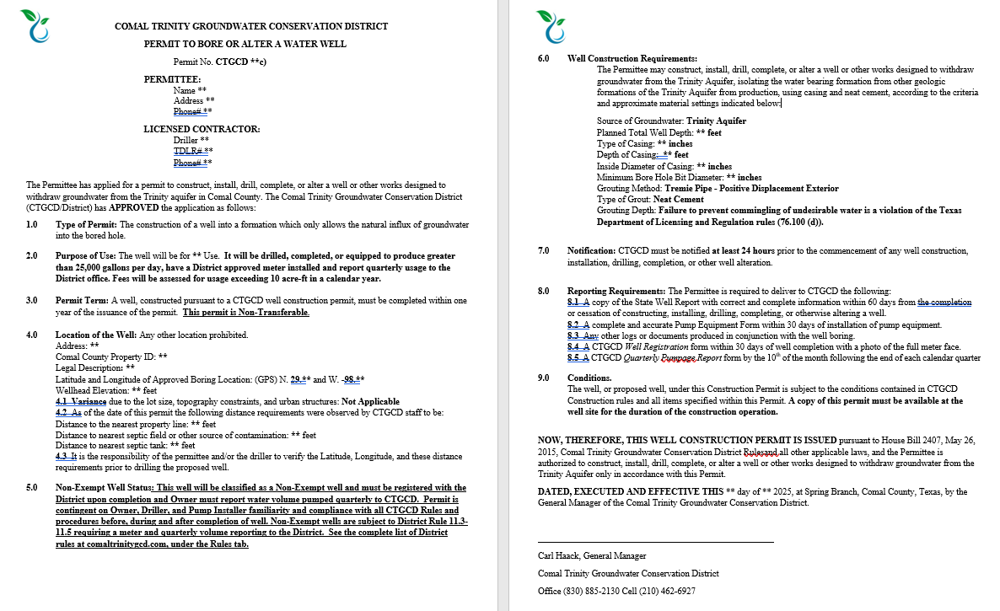 COMAL TRINITY GROUNDWATER CONSERVATION DISTRICT
PERMIT TO BORE OR ALTER A WATER WELL
Permit No. CTGCD **c)
PERMITTEE:
Name **
Address **
Phone# **
LICENSED CONTRACTOR:
Driller **
TDLR# **
Phone# **
The Permittee has applied for a permit to construct, install, drill, complete, or alter a well or other works designed to
withdraw groundwater from the Trinity aquifer in Comal County. The Comal Trinity Groundwater Conservation District
(CTGCD/District) has APPROVED the application as follows:
1.0 Type of Permit: The construction of a well into a formation which only allows the natural influx of groundwater
into the bored hole.
2.0 Purpose of Use: The well will be for ** Use. It will be drilled, completed, or equipped to produce greater
than 25,000 gallons per day, have a District approved meter installed and report quarterly usage to the
District office. Fees will be assessed for usage exceeding 10 acre-ft in a calendar year.
3.0 Permit Term: A well, constructed pursuant to a CTGCD well construction permit, must be completed within one
year of the issuance of the permit. This permit is Non-Transferable.
4.0 Location of the Well: Any other location prohibited.
Address: **
Comal County Property ID: **
Legal Description: **
Latitude and Longitude of Approved Boring Location: (GPS) N. 29.** and W. -98.**
Wellhead Elevation: ** feet
4.1 Variance due to the lot size, topography constraints, and urban structures: Not Applicable
4.2 As of the date of this permit the following distance requirements were observed by CTGCD staff to be:
Distance to the nearest property line: ** feet
Distance to nearest septic field or other source of contamination: ** feet
Distance to nearest septic tank: ** feet
4.3 It is the responsibility of the permittee and/or the driller to verify the Latitude, Longitude, and these distance
requirements prior to drilling the proposed well.
5.0 Non-Exempt Well Status: This well will be classified as a Non-Exempt well and must be registered with the
District upon completion and Owner must report water volume pumped quarterly to CTGCD. Permit is
contingent on Owner, Driller, and Pump Installer familiarity and compliance with all CTGCD Rules and
procedures before, during and after completion of well. Non-Exempt wells are subject to District Rule 11.3-
11.5 requiring a meter and quarterly volume reporting to the District. See the complete list of District
rules at comaltrinitygcd.com, under the Rules tab.
6.0 Well Construction Requirements:
The Permittee may construct, install, drill, complete, or alter a well or other works designed to withdraw
groundwater from the Trinity Aquifer, isolating the water bearing formation from other geologic
formations of the Trinity Aquifer from production, using casing and neat cement, according to the criteria
and approximate material settings indicated below:
Source of Groundwater: Trinity Aquifer
Planned Total Well Depth: ** feet
Type of Casing: ** inches
Depth of Casing: ** feet
Inside Diameter of Casing: ** inches
Minimum Bore Hole Bit Diameter: ** inches
Grouting Method: Tremie Pipe - Positive Displacement Exterior
Type of Grout: Neat Cement
Grouting Depth: Failure to prevent commingling of undesirable water is a violation of the Texas
Department of Licensing and Regulation rules (76.100 (d)).
7.0 Notification: CTGCD must be notified at least 24 hours prior to the commencement of any well construction,
installation, drilling, completion, or other well alteration.
8.0 Reporting Requirements: The Permittee is required to deliver to CTGCD the following:
8.1 A copy of the State Well Report with correct and complete information within 60 days from the completion
or cessation of constructing, installing, drilling, completing, or otherwise altering a well.
8.2 A complete and accurate Pump Equipment Form within 30 days of installation of pump equipment.
8.3 Any other logs or documents produced in conjunction with the well boring.
8.4 A CTGCD Well Registration form within 30 days of well completion with a photo of the full meter face.
8.5 A CTGCD Quarterly Pumpage Report form by the 10th of the month following the end of each calendar quarter
9.0 Conditions.
The well, or proposed well, under this Construction Permit is subject to the conditions contained in CTGCD
Construction rules and all items specified within this Permit. A copy of this permit must be available at the
well site for the duration of the construction operation.
NOW, THEREFORE, THIS WELL CONSTRUCTION PERMIT IS ISSUED pursuant to House Bill 2407, May 26,
2015, Comal Trinity Groundwater Conservation District Rulesand all other applicable laws, and the Permittee is
authorized to construct, install, drill, complete, or alter a well or other works designed to withdraw groundwater from the
Trinity Aquifer only in accordance with this Permit.
DATED, EXECUTED AND EFFECTIVE THIS ** day of ** 2025, at Spring Branch, Comal County, Texas, by the
General Manager of the Comal Trinity Groundwater Conservation District.
Carl Haack, General Manager
Comal Trinity Groundwater Conservation District
Office (830) 885-2130 Cell (210) 462-6927